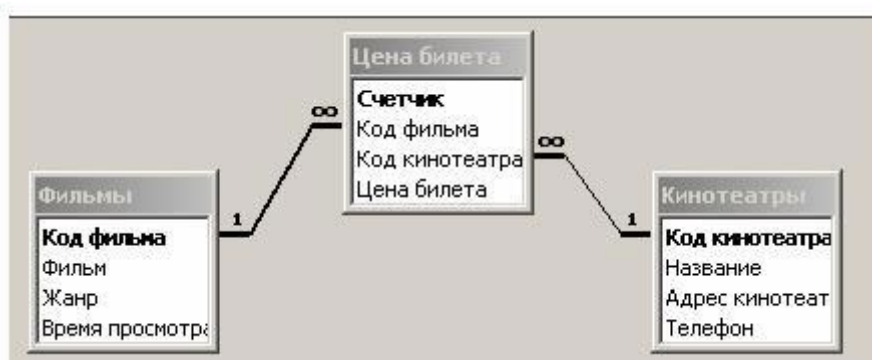 Цена билета
Счетчик
Код фильма
Код кинотеатра
Цена билета
∞
∞
Фильмы
Код фильма
Фильм
Жанр
Время просмотра
1
Кинотеатры
Код кинотеатра
Название
Адрес кинотеат
Телефон
1